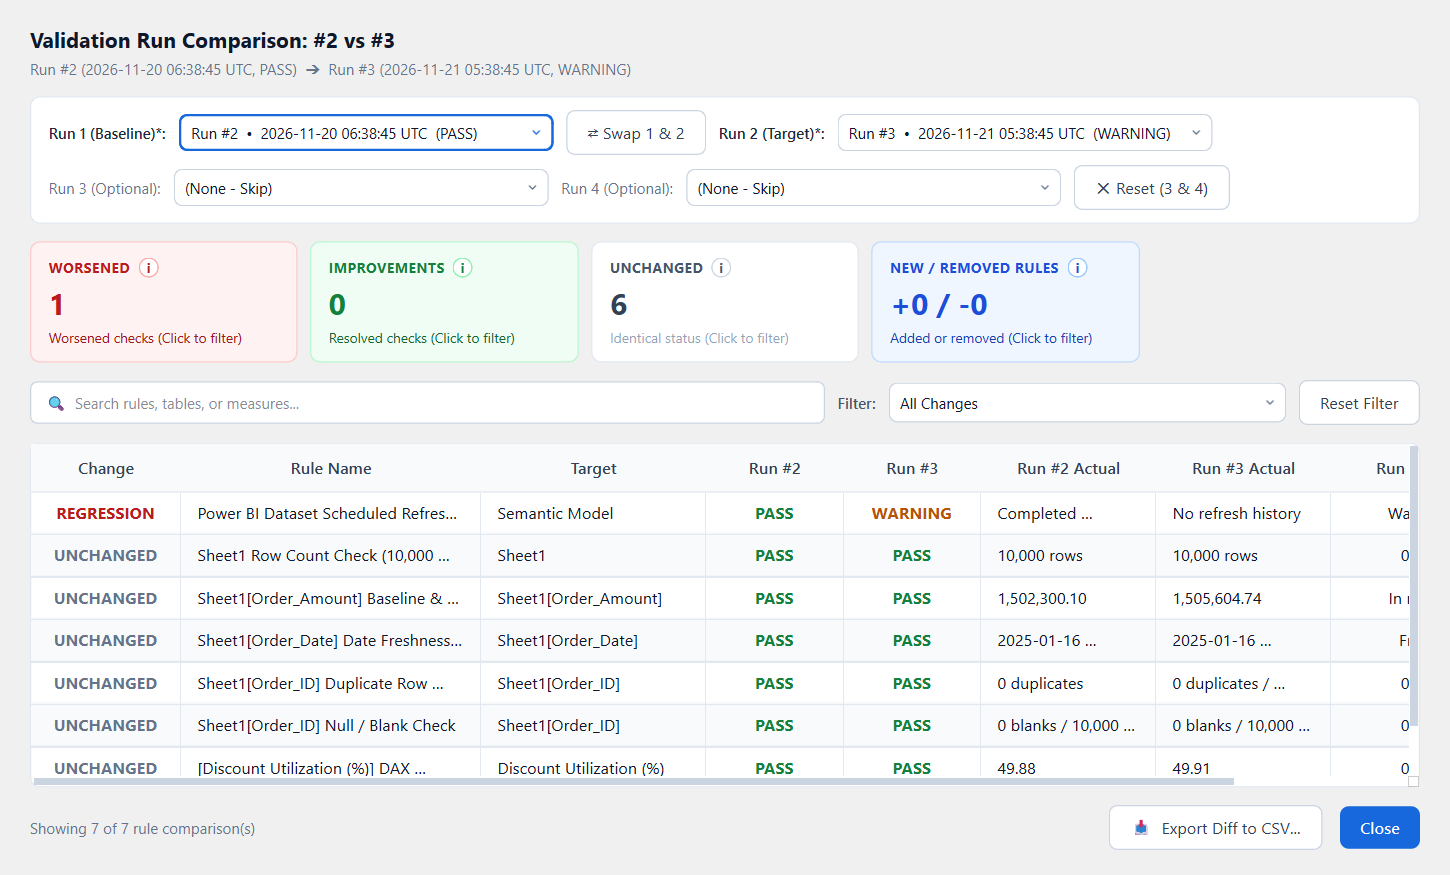 Validation Run Comparison: #2 vs #3
Run #2 (2026-11-20 06:38:45 UTC, PASS) → Run #3 (2026-11-21 05:38:45 UTC, WARNING)
Run 1 (Baseline)*: Run #2 • 2026-11-20 06:38:45 UTC (PASS) ⇄ Swap 1 & 2 Run 2 (Target)*: Run #3 • 2026-11-21 05:38:45 UTC (WARNING)
Run 3 (Optional): (None - Skip) Run 4 (Optional): (None - Skip) ✕ Reset (3 & 4)
WORSENED i IMPROVEMENTS i UNCHANGED i NEW / REMOVED RULES i
1 0 6 +0 / -0
Worsened checks (Click to filter) Resolved checks (Click to filter) Identical status (Click to filter) Added or removed (Click to filter)
Search rules, tables, or measures... Filter: All Changes Reset Filter
Change Rule Name Target Run #2 Run #3 Run #2 Actual Run #3 Actual Run
REGRESSION Power BI Dataset Scheduled Refres... Semantic Model PASS WARNING Completed ... No refresh history Wa
UNCHANGED Sheet1 Row Count Check (10,000 ... Sheet1 PASS PASS 10,000 rows 10,000 rows 0
UNCHANGED Sheet1[Order_Amount] Baseline & ... Sheet1[Order_Amount] PASS PASS 1,502,300.10 1,505,604.74 In
UNCHANGED Sheet1[Order_Date] Date Freshness... Sheet1[Order_Date] PASS PASS 2025-01-16 ... 2025-01-16 ... Fr
UNCHANGED Sheet1[Order_ID] Duplicate Row ... Sheet1[Order_ID] PASS PASS 0 duplicates 0 duplicates / ... 0
UNCHANGED Sheet1[Order_ID] Null / Blank Check Sheet1[Order_ID] PASS PASS 0 blanks / 10,000 ... 0 blanks / 10,000 ... 0
UNCHANGED [Discount Utilization (%)] DAX ... Discount Utilization (%) PASS PASS 49.88 49.91 0
Showing 7 of 7 rule comparison(s) Export Diff to CSV... Close